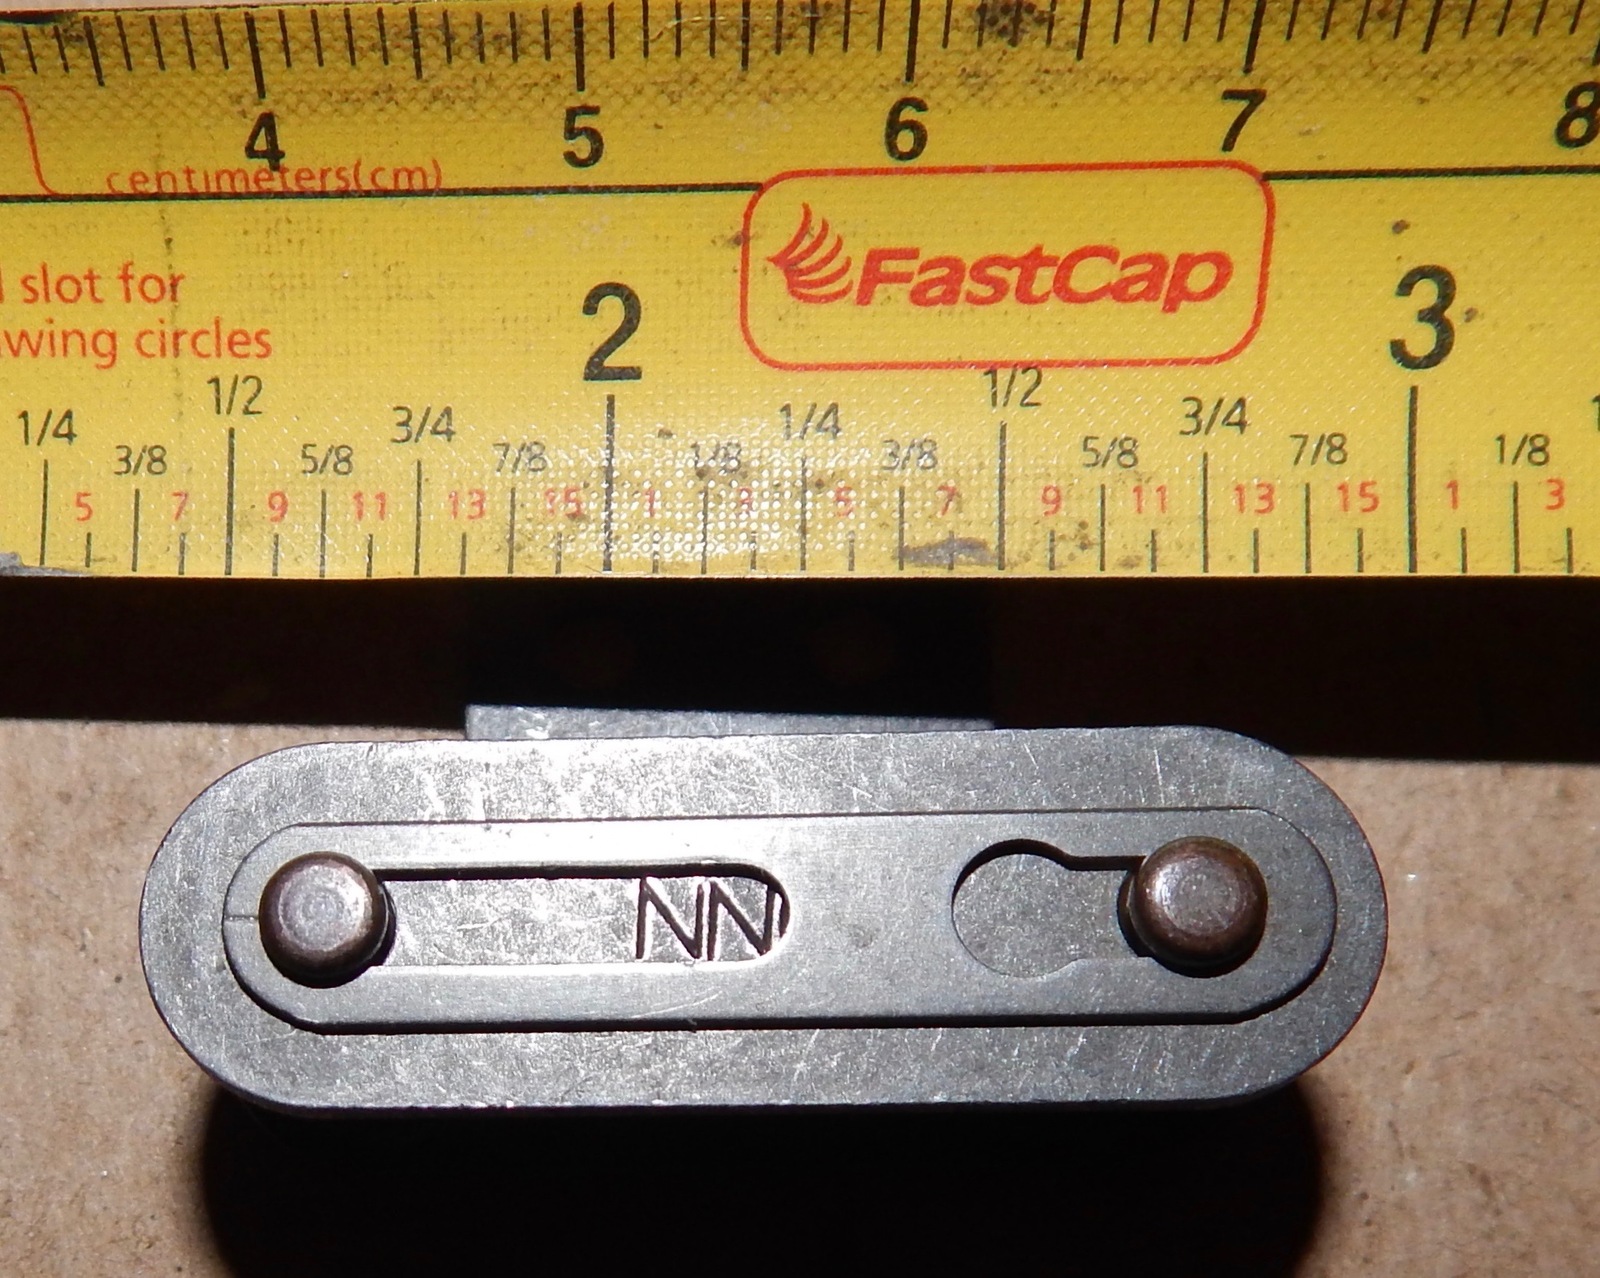 4 5 6 7 8
centimeters(cm)
FastCap
slot for
wing circles
2 3
1/4 3/8 1/2 5/8 3/4 7/8 1/8 1/4 3/8 1/2 5/8 3/4 7/8 1/8
5 7 9 11 13 15 1 3 5 7 9 11 13 15 1 3
NN